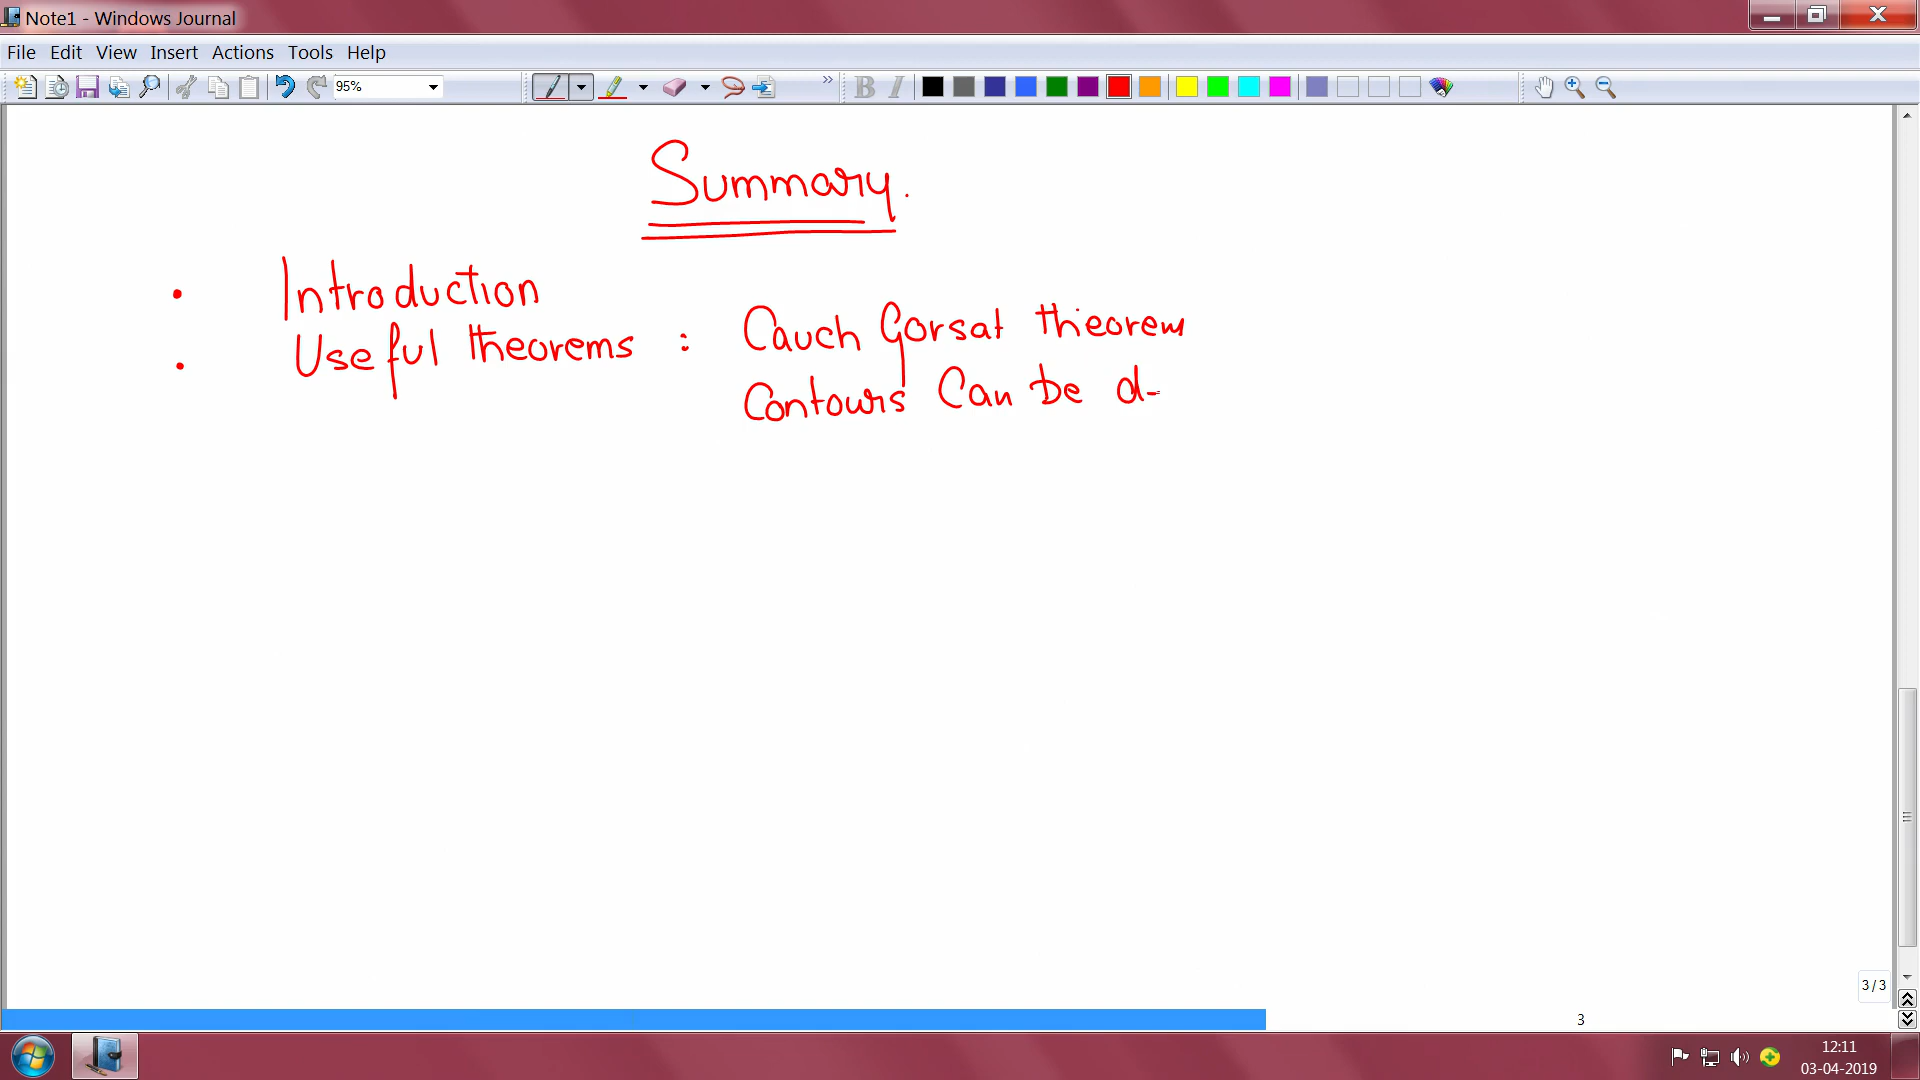 Note1 - Windows Journal
File Edit View Insert Actions Tools Help
95%
B I
Summary.
• Introduction
• Useful theorems : Cauch Gorsat thieorem
Contours Can be d-
3 / 3
3
12:11
03-04-2019